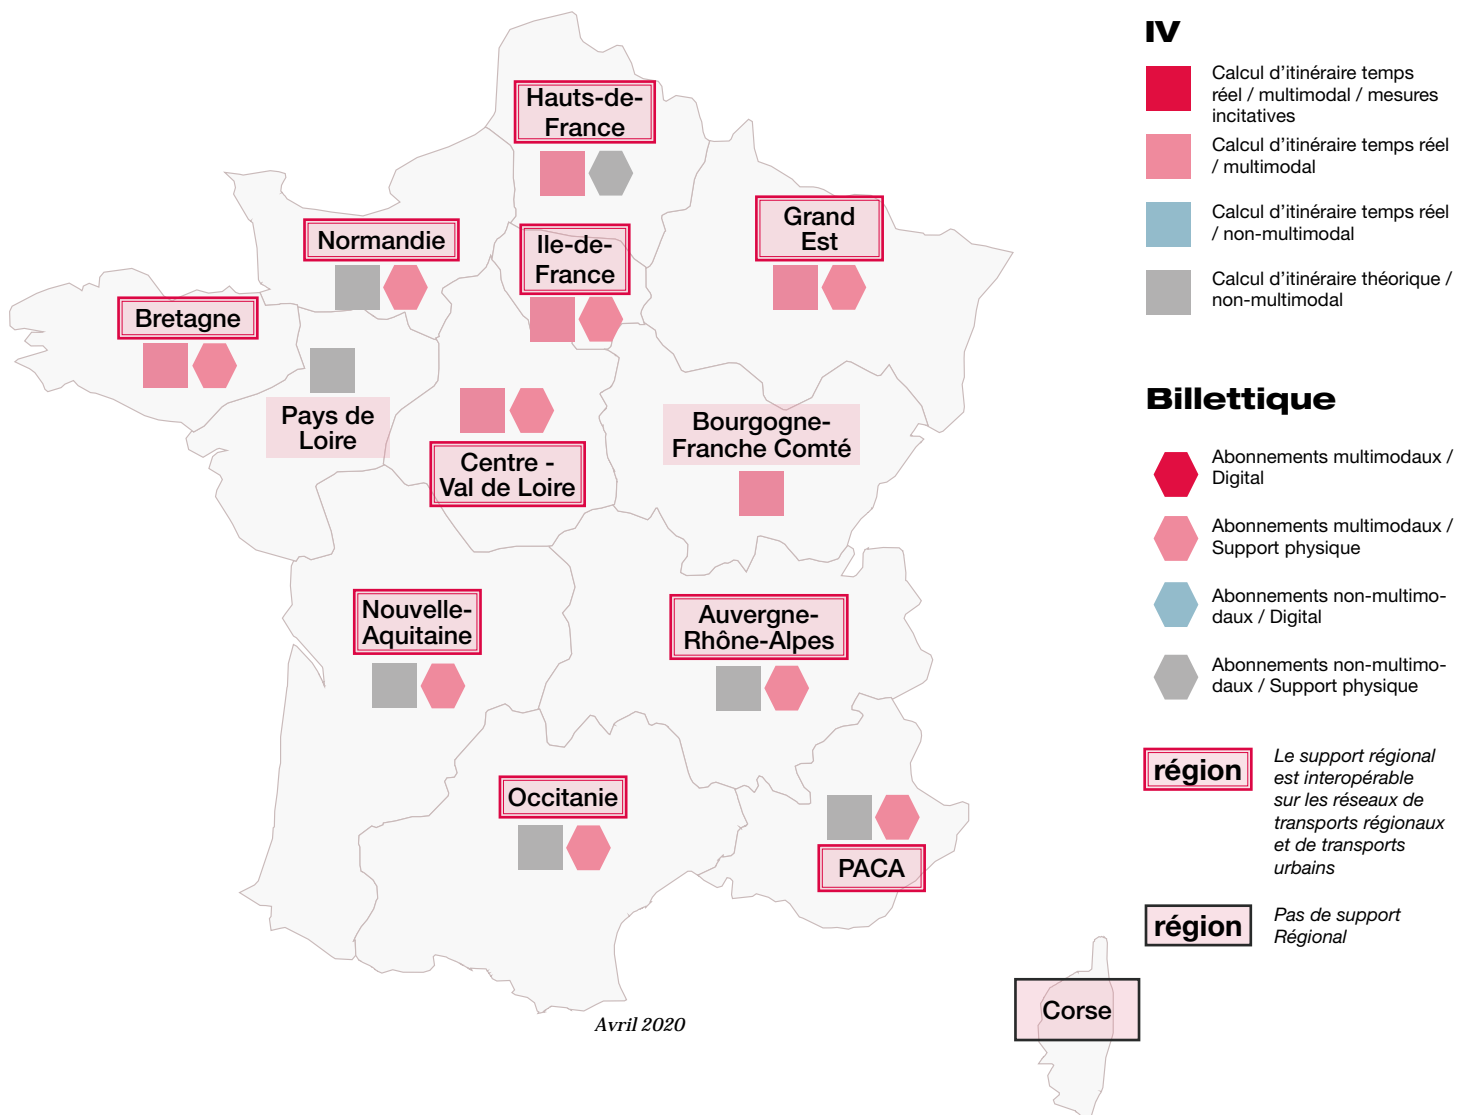 Hauts-de-
France
Normandie
Ile-de-
France
Grand
Est
Bretagne
Pays de
Loire
Centre -
Val de Loire
Bourgogne-
Franche Comté
Nouvelle-
Aquitaine
Auvergne-
Rhône-Alpes
Occitanie
PACA
Corse
Avril 2020
IV
Calcul d'itinéraire temps
réel / multimodal / mesures
incitatives
Calcul d'itinéraire temps réel
/ multimodal
Calcul d'itinéraire temps réel
/ non-multimodal
Calcul d'itinéraire théorique /
non-multimodal
Billettique
Abonnements multimodaux /
Digital
Abonnements multimodaux /
Support physique
Abonnements non-multimo-
daux / Digital
Abonnements non-multimo-
daux / Support physique
région
Le support régional
est interopérable
sur les réseaux de
transports régionaux
et de transports
urbains
région
Pas de support
Régional